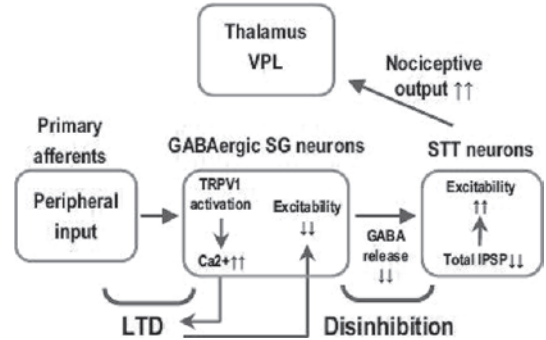 Thalamus
VPL
Nociceptive
output ↑↑
Primary
afferents
GABAergic SG neurons
STT neurons
Peripheral
input
TRPV1
activation
Ca2+↑↑
Excitability
↓↓
GABA
release
↓↓
Excitability
↑↑
Total IPSP↓↓
LTD
Disinhibition